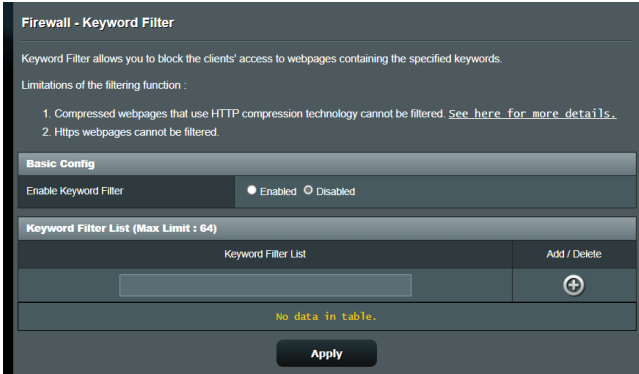 Firewall - Keyword Filter
Keyword Filter allows you to block the clients' access to webpages containing the specified keywords.
Limitations of the filtering function :
1. Compressed webpages that use HTTP compression technology cannot be filtered. See here for more details.
2. Https webpages cannot be filtered.
Basic Config
Enable Keyword Filter Enabled Disabled
Keyword Filter List (Max Limit : 64)
Keyword Filter List Add / Delete
No data in table.
Apply